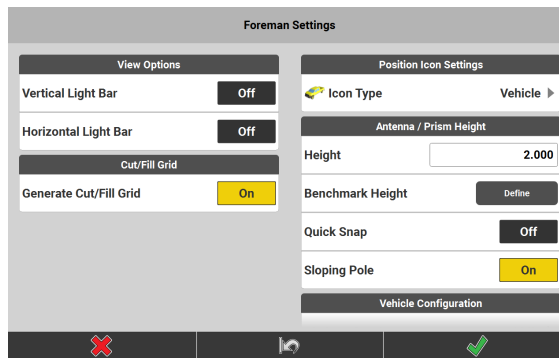 Foreman Settings
View Options
Vertical Light Bar Off
Horizontal Light Bar Off
Cut/Fill Grid
Generate Cut/Fill Grid On
Position Icon Settings
Icon Type Vehicle
Antenna / Prism Height
Height 2.000
Benchmark Height Define
Quick Snap Off
Sloping Pole On
Vehicle Configuration